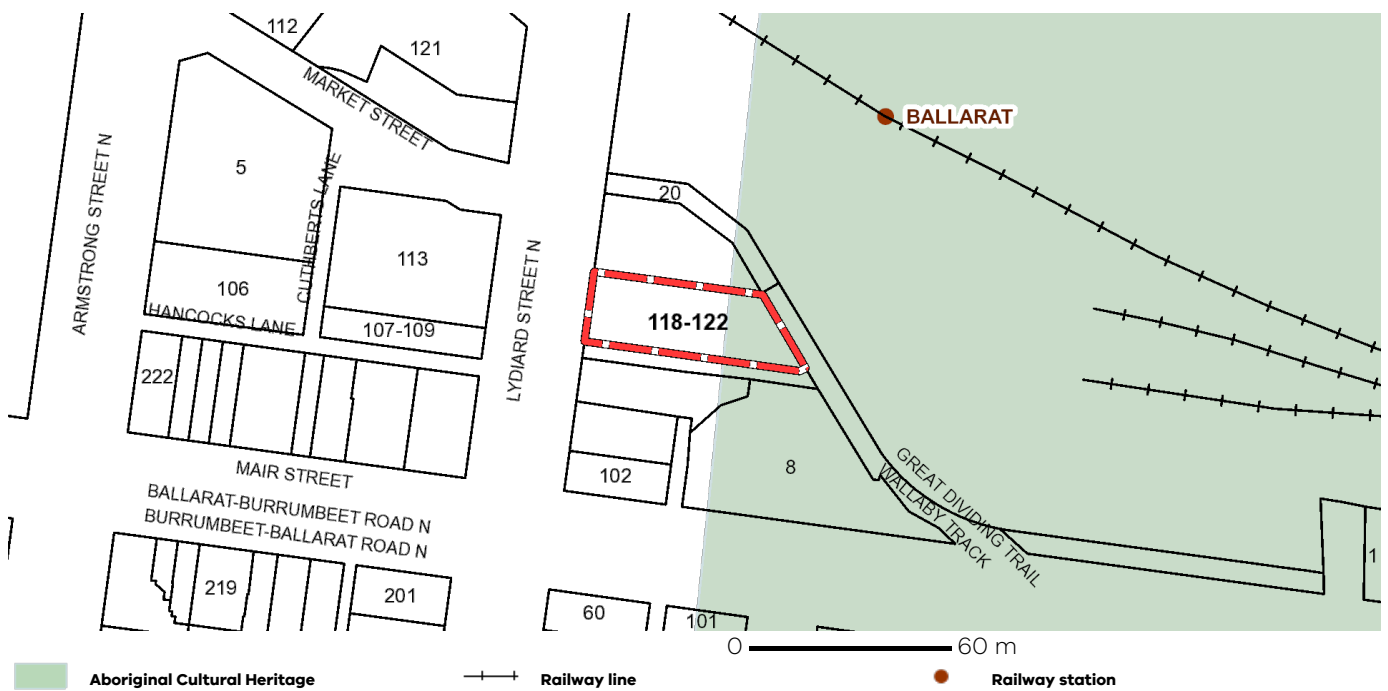 112
121
MARKET STREET
BALLARAT
ARMSTRONG STREET N
5
CUTHBERTS LANE
20
113
LYDIARD STREET N
106
HANCOCKS LANE
107-109
118-122
222
MAIR STREET
102
8
GREAT DIVIDING TRAIL
WALLABY TRACK
BALLARAT-BURRUMBEET ROAD N
BURRUMBEET-BALLARAT ROAD N
1
219
201
60
101
0 60 m
Aboriginal Cultural Heritage
Railway line
Railway station